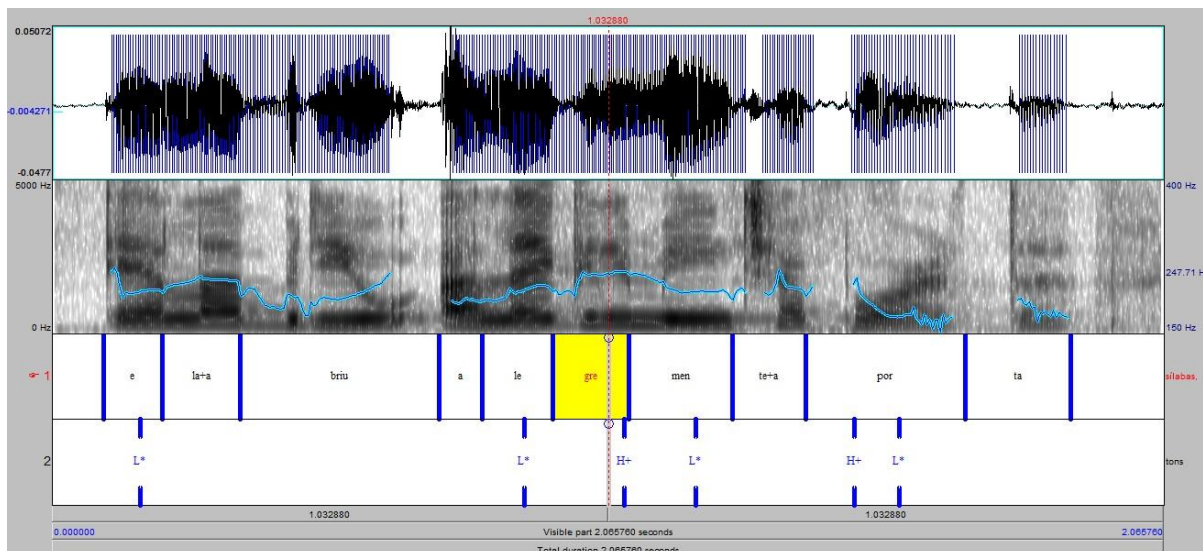 1.032880
0.05072
-0.004271
-0.0477
5000 Hz 400 Hz
247.71 H
0 Hz 150 Hz
1 e la+a briu a le gre men te+a por ta sílabas,
2 L* L* H+ L* H+ L* tons
1.032880 1.032880
0.000000 Visible part 2.065760 seconds 2.065760
Total duration 2.065760 seconds